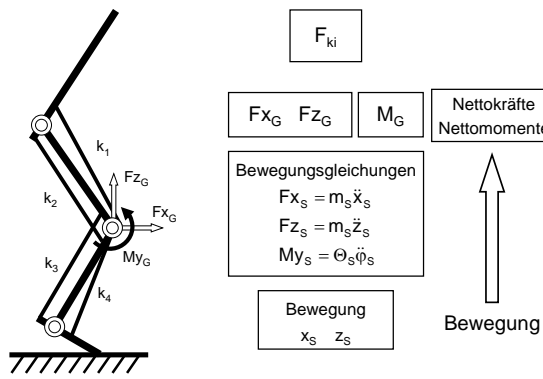 F_ki
Fx_G Fz_G
M_G
Nettokräfte
Nettomomente
k_1
k_2
k_3
k_4
Fz_G
Fx_G
My_G
Bewegungsgleichungen
Fx_S = m_S ẍ_S
Fz_S = m_S z̈_S
My_S = Θ_S φ̈_S
Bewegung
x_S z_S
Bewegung